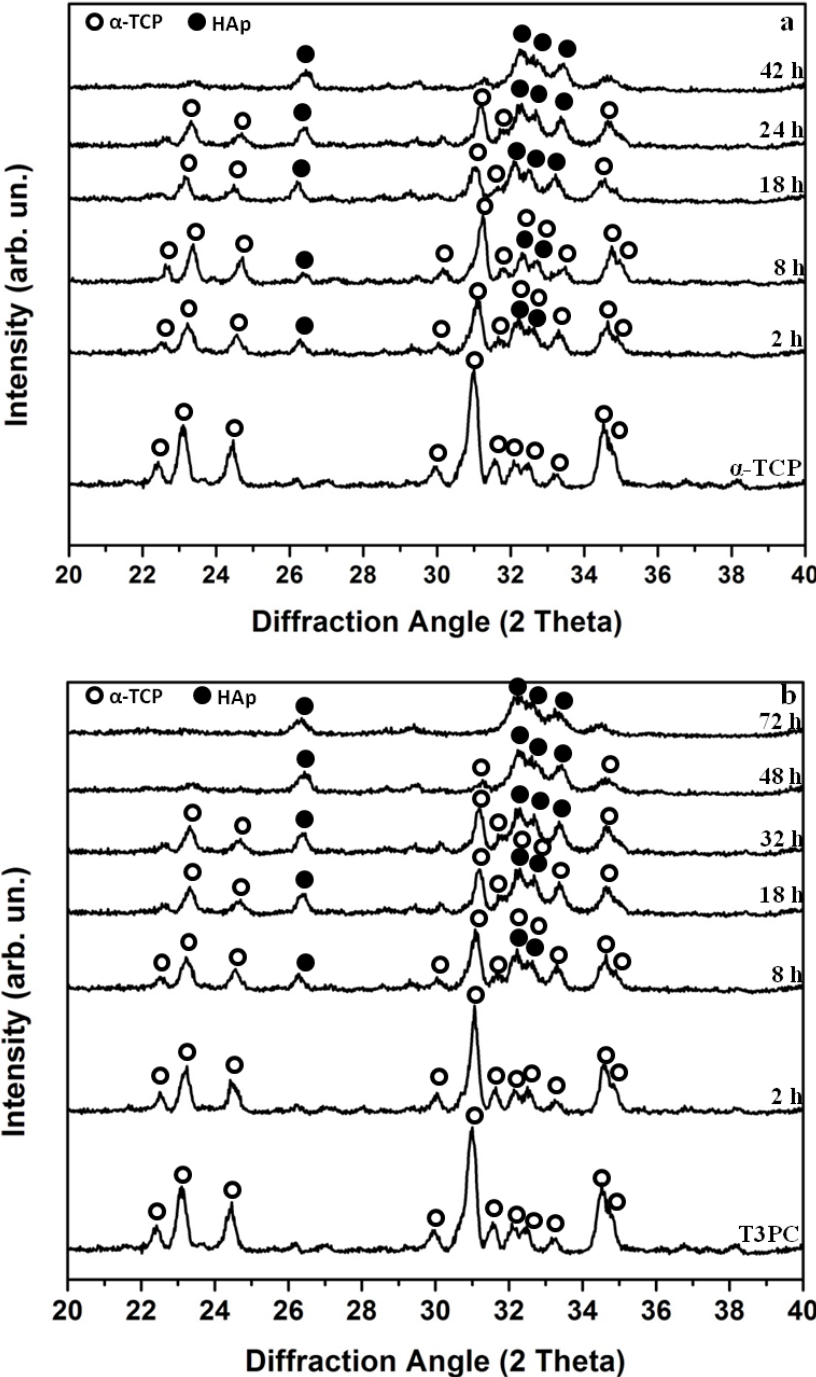 α-TCP HAp a
42 h
24 h
18 h
8 h
2 h
α-TCP
Intensity (arb. un.)
20 22 24 26 28 30 32 34 36 38 40
Diffraction Angle (2 Theta)
α-TCP HAp b
72 h
48 h
32 h
18 h
8 h
2 h
T3PC
Intensity (arb. un.)
20 22 24 26 28 30 32 34 36 38 40
Diffraction Angle (2 Theta)